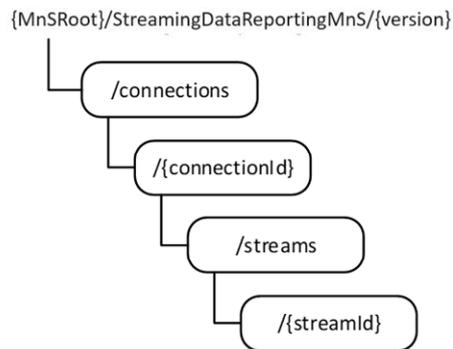 {MnSRoot}/StreamingDataReportingMnS/{version}
/connections
/{connectionId}
/streams
/{streamId}